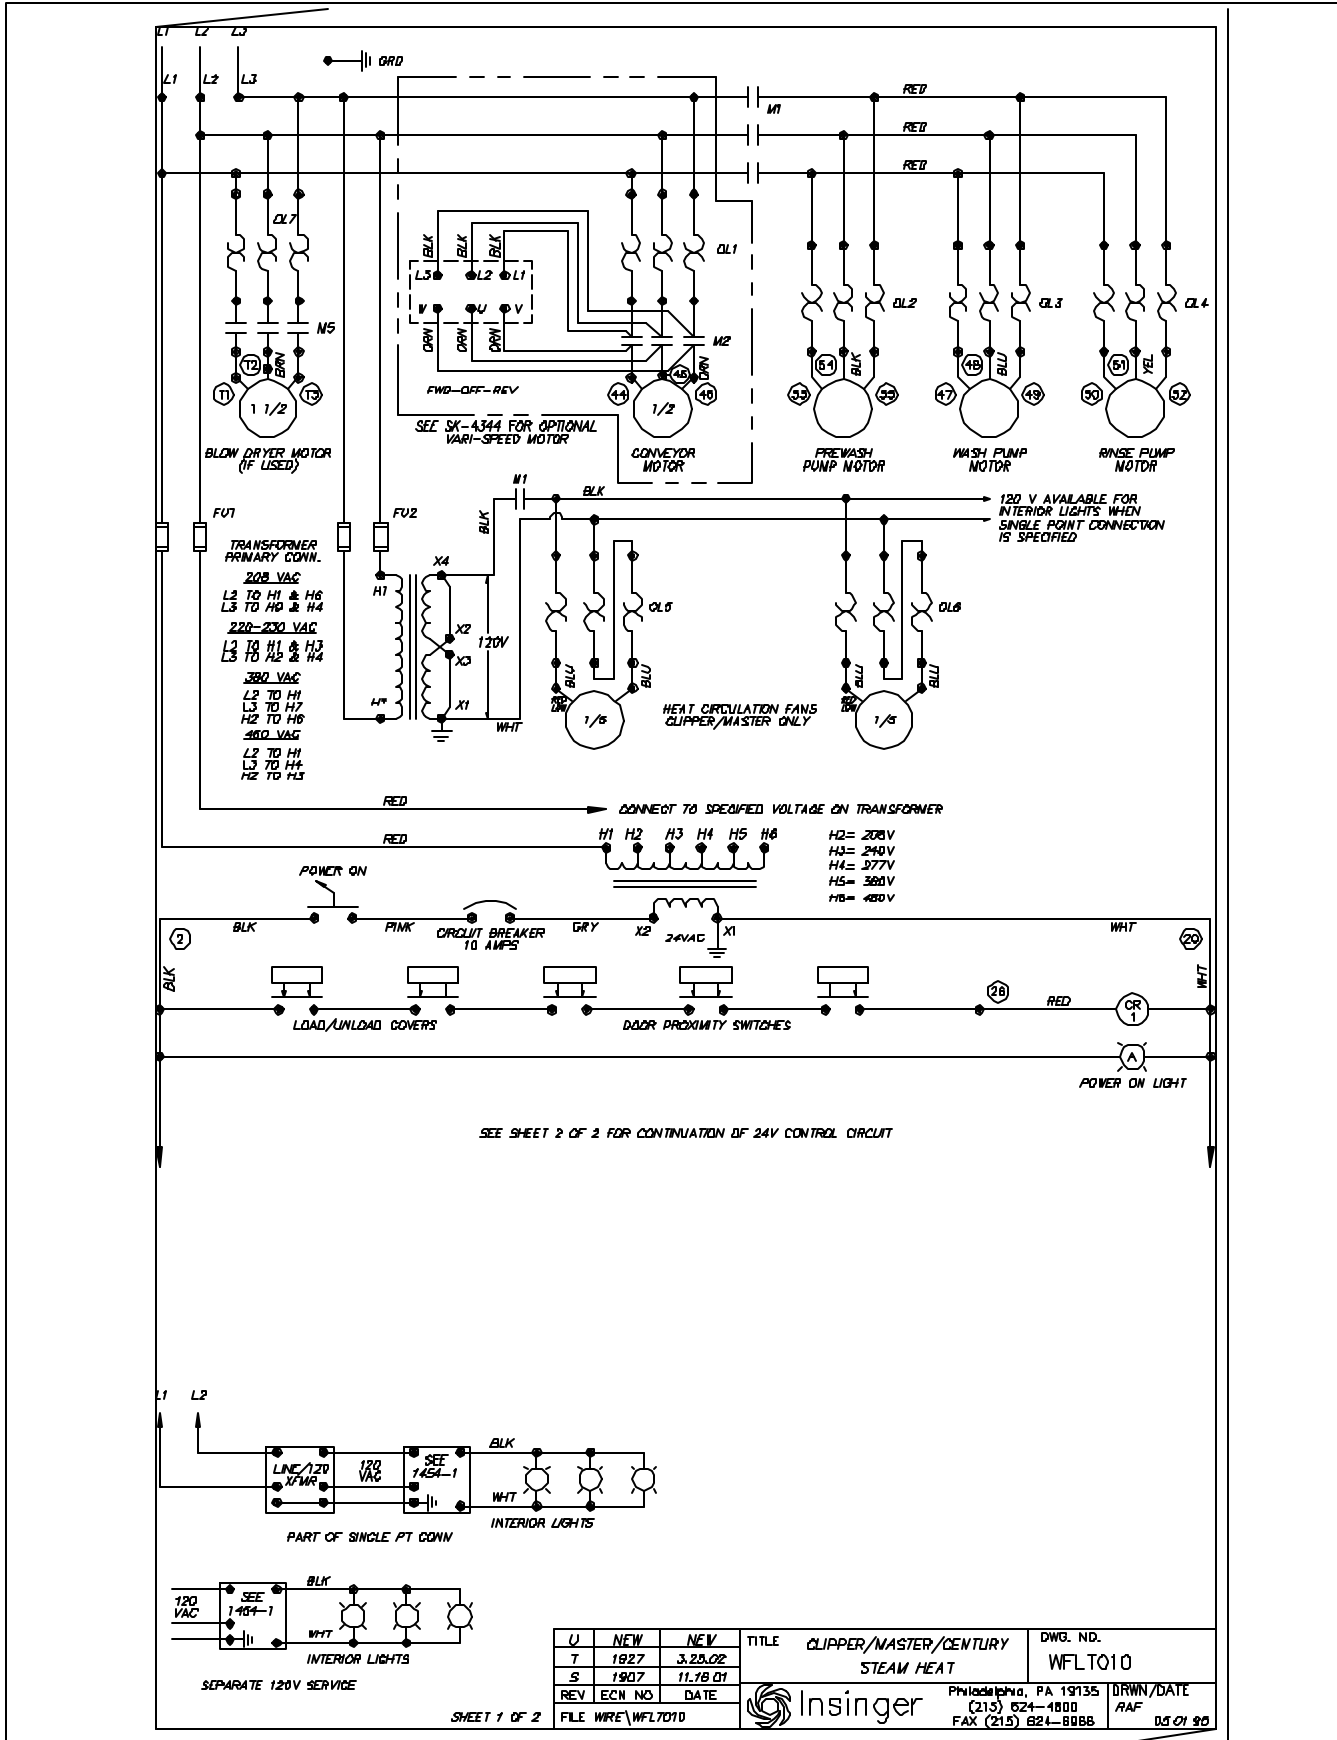 L1 L2 L3
GRD
L1 L2 L3
RED
M1
RED
RED
OL7
BLK BLK BLK
OL1
L3 L2 L1
W U V
OL2 OL3 OL4
M5
M2
ORN ORN ORN
BRN
ORN
BLK
BLU
YEL
T1 T2 T3
44 45 46
53 54 55
47 48 49
50 51 52
FWD-OFF-REV
1 1/2
1/2
SEE SK-4344 FOR OPTIONAL
VARI-SPEED MOTOR
BLOW DRYER MOTOR
(IF USED)
CONVEYOR
MOTOR
PREWASH
PUMP MOTOR
WASH PUMP
MOTOR
RINSE PUMP
MOTOR
M1
BLK
BLK
120 V AVAILABLE FOR
INTERIOR LIGHTS WHEN
SINGLE POINT CONNECTION
IS SPECIFIED
FU1
FU2
TRANSFORMER
PRIMARY CONN.
208 VAC
L2 TO H1 & H6
L3 TO H9 & H4
220-230 VAC
L2 TO H1 & H3
L3 TO H2 & H4
380 VAC
L2 TO H1
L3 TO H7
H2 TO H6
460 VAC
L2 TO H1
L3 TO H4
H2 TO H3
X4
H1
X2
X3
120V
X1
H4
WHT
OL5
OL6
BLU BLU
BLU BLU
1/6
1/5
HEAT CIRCULATION FANS
CLIPPER/MASTER ONLY
RED
CONNECT TO SPECIFIED VOLTAGE ON TRANSFORMER
RED
H1 H2 H3 H4 H5 H6
H2= 208V
H3= 240V
H4= 277V
H5= 380V
H6= 480V
POWER ON
BLK
PINK
CIRCUIT BREAKER
10 AMPS
GRY
X2
24VAC
X1
WHT
2
20
BLK
WHT
LOAD/UNLOAD COVERS
DOOR PROXIMITY SWITCHES
26
RED
CR
1
A
POWER ON LIGHT
SEE SHEET 2 OF 2 FOR CONTINUATION OF 24V CONTROL CIRCUIT
L1 L2
LINE/120
XFMR
120
VAC
SEE
1454-1
BLK
WHT
INTERIOR LIGHTS
PART OF SINGLE PT CONN
120
VAC
SEE
1454-1
BLK
WHT
INTERIOR LIGHTS
SEPARATE 120V SERVICE
SHEET 1 OF 2
U NEW NEW
T 1927 3.25.02
S 1907 11.16 01
REV ECN NO DATE
FILE WIRE\WFLT010
TITLE CLIPPER/MASTER/CENTURY
STEAM HEAT
DWG. NO.
WFLT010
Insinger
Philadelphia, PA 19135
(215) 624-4800
FAX (215) 624-6966
DRWN/DATE
RAF